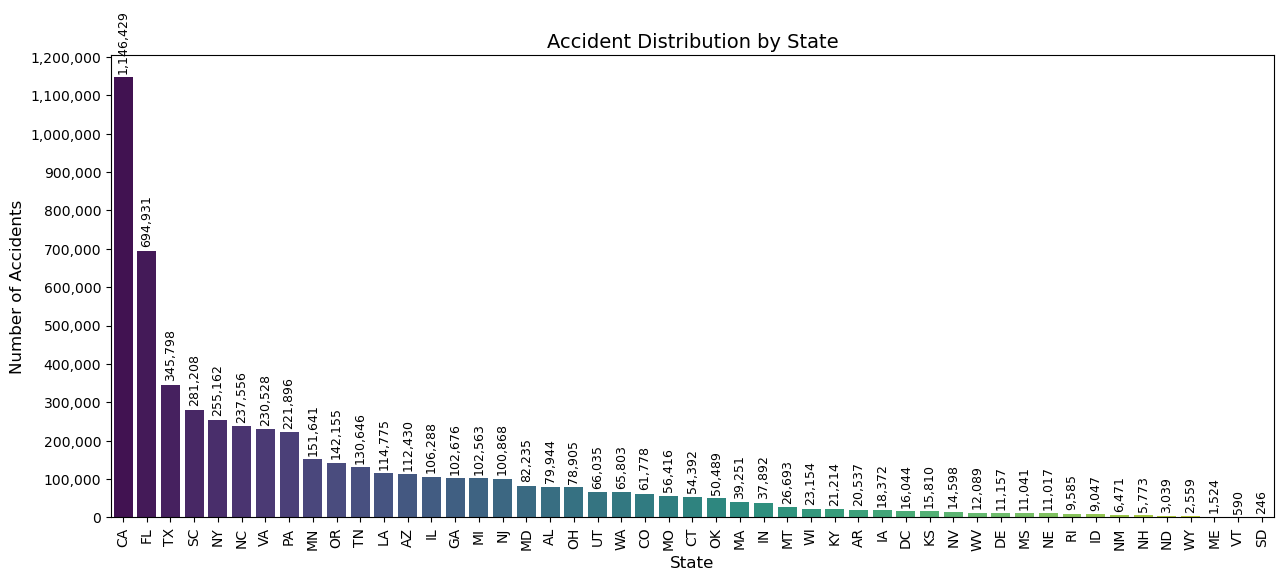 Accident Distribution by State
Number of Accidents
1,200,000
1,100,000
1,000,000
900,000
800,000
700,000
600,000
500,000
400,000
300,000
200,000
100,000
0
1,146,429
694,931
345,798
281,208
255,162
237,556
230,528
221,896
151,641
142,155
130,646
114,775
112,430
106,288
102,676
102,563
100,868
82,235
79,944
78,905
66,035
65,803
61,778
56,416
54,392
50,489
39,251
37,892
26,693
23,154
21,214
20,537
18,372
16,044
15,810
14,598
12,089
11,157
11,041
11,017
9,585
9,047
6,471
5,773
3,039
2,559
1,524
590
246
CA
FL
TX
SC
NY
NC
VA
PA
MN
OR
TN
LA
AZ
IL
GA
MI
NJ
MD
AL
OH
UT
WA
CO
MO
CT
OK
MA
IN
MT
WI
KY
AR
IA
DC
KS
NV
WV
DE
MS
NE
RI
ID
NM
NH
ND
WY
ME
VT
SD
State